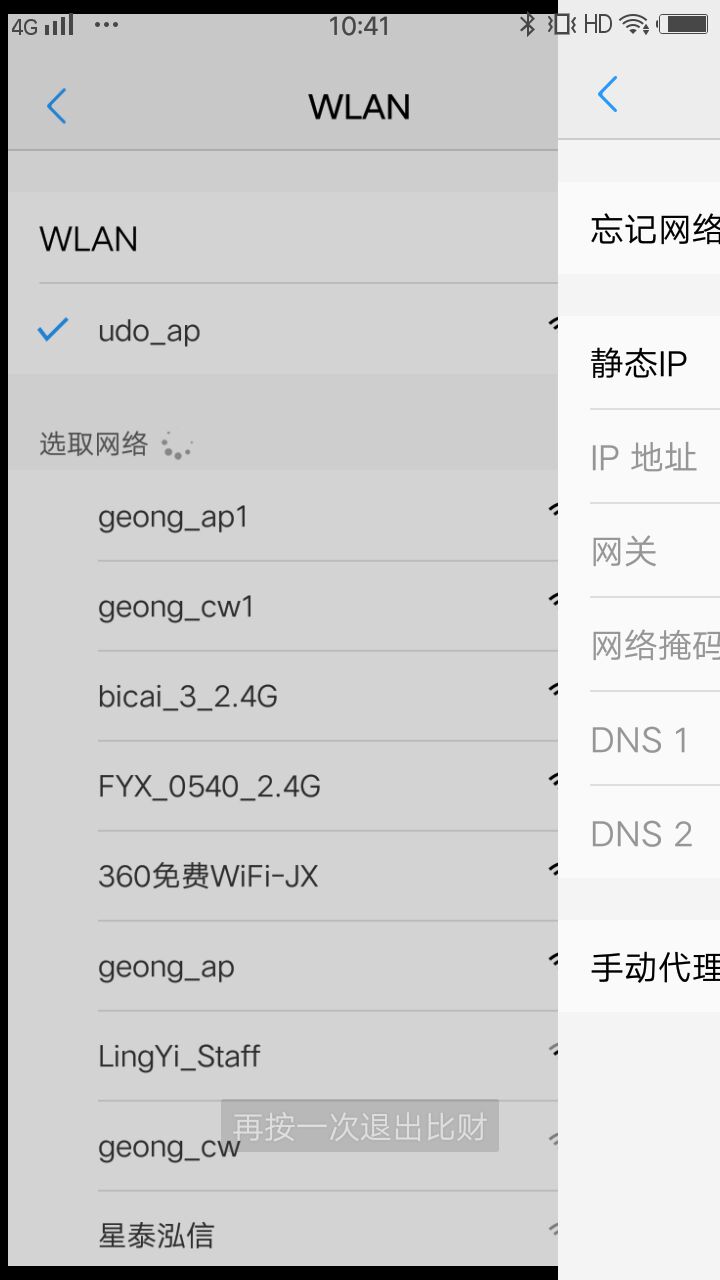 4G 10:41 HD
WLAN
WLAN
udo_ap
选取网络
geong_ap1
geong_cw1
bicai_3_2.4G
FYX_0540_2.4G
360免费WiFi-JX
geong_ap
LingYi_Staff
再按一次退出比财
geong_cw
星泰泓信
忘记网络
静态IP
IP 地址
网关
网络掩码
DNS 1
DNS 2
手动代理